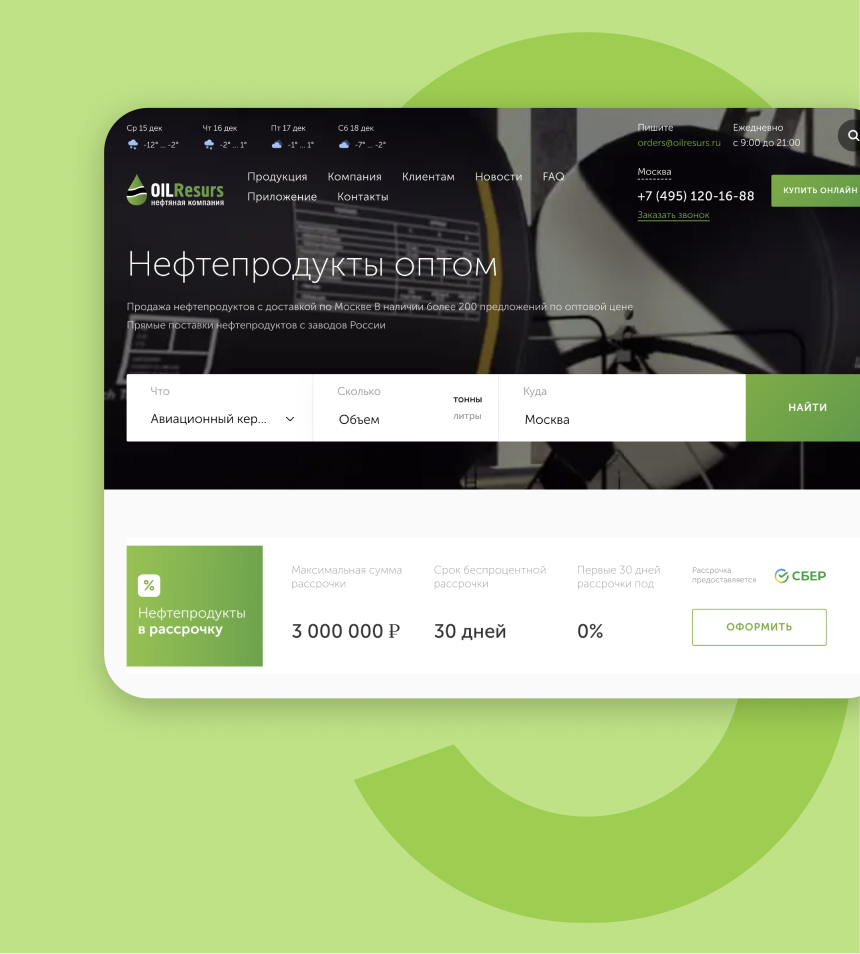 Ср 15 дек
Чт 16 дек
Пт 17 дек
Сб 18 дек
-12° ... -2°
-2° ... 1°
-1° ... 1°
-7° ... -2°
Пишите
orders@oilresurs.ru
Ежедневно
с 9:00 до 21:00
OILResurs
нефтяная компания
Продукция Компания Клиентам Новости FAQ
Приложение Контакты
Москва
+7 (495) 120-16-88
Заказать звонок
КУПИТЬ ОНЛАЙН
Нефтепродукты оптом
Продажа нефтепродуктов с доставкой по Москве В наличии более 200 предложений по оптовой цене
Прямые поставки нефтепродуктов с заводов России
Что
Авиационный кер...
Сколько
Объем
тонны
литры
Куда
Москва
НАЙТИ
%
Нефтепродукты
в рассрочку
Максимальная сумма
рассрочки
3 000 000 ₽
Срок беспроцентной
рассрочки
30 дней
Первые 30 дней
рассрочки под
0%
Рассрочка
предоставляется
СБЕР
ОФОРМИТЬ